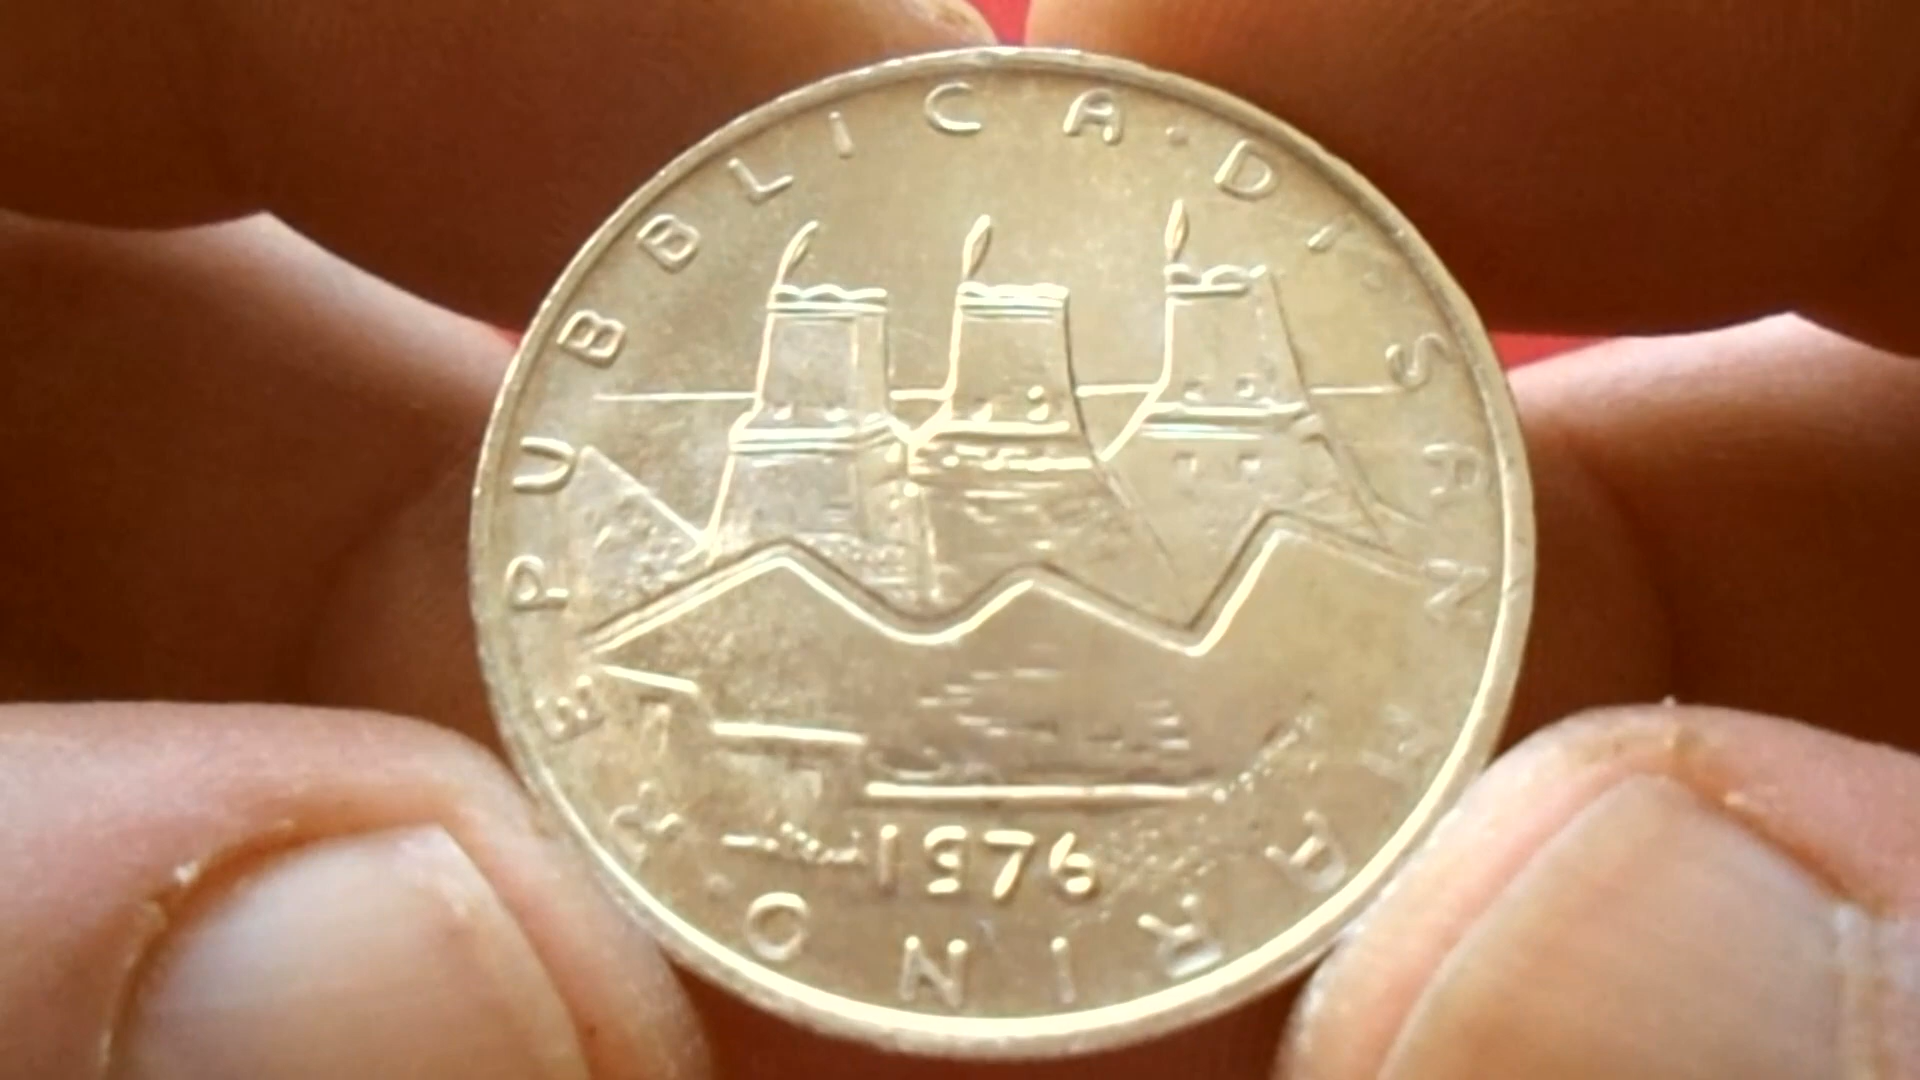 REPUBBLICA · DI · SAN MARINO ·
1976